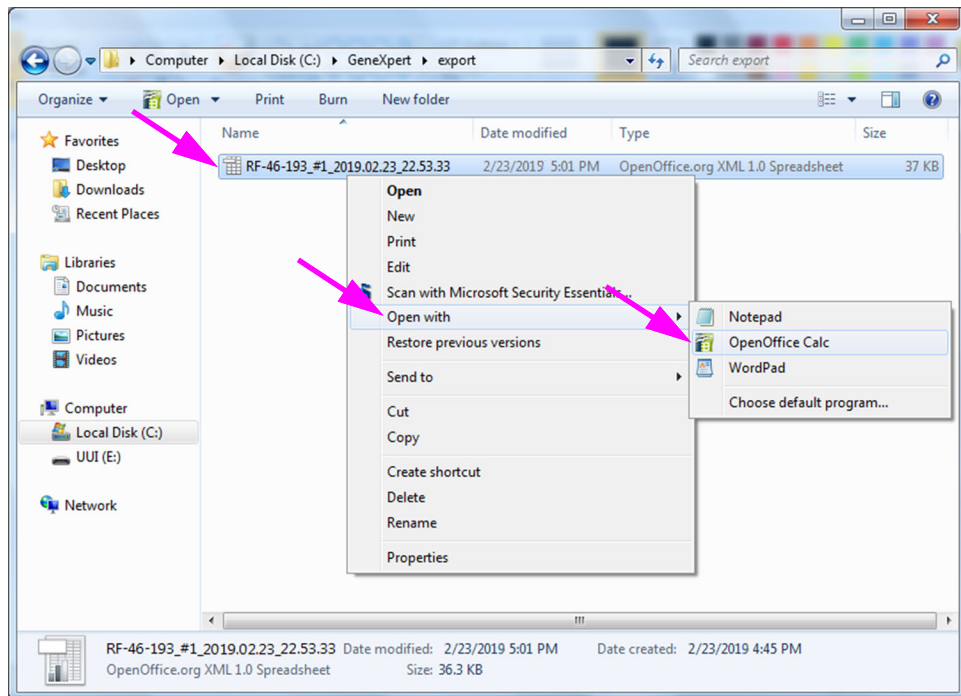 Computer Local Disk (C:) GeneXpert export Search export
Organize Open Print Burn New folder
Name Date modified Type Size
RF-46-193_#1_2019.02.23_22.53.33 2/23/2019 5:01 PM OpenOffice.org XML 1.0 Spreadsheet 37 KB
Favorites
Desktop
Downloads
Recent Places
Libraries
Documents
Music
Pictures
Videos
Computer
Local Disk (C:)
UUI (E:)
Network
Open
New
Print
Edit
Scan with Microsoft Security Essentials...
Open with
Restore previous versions
Send to
Cut
Copy
Create shortcut
Delete
Rename
Properties
Notepad
OpenOffice Calc
WordPad
Choose default program...
RF-46-193_#1_2019.02.23_22.53.33 Date modified: 2/23/2019 5:01 PM Date created: 2/23/2019 4:45 PM
OpenOffice.org XML 1.0 Spreadsheet Size: 36.3 KB